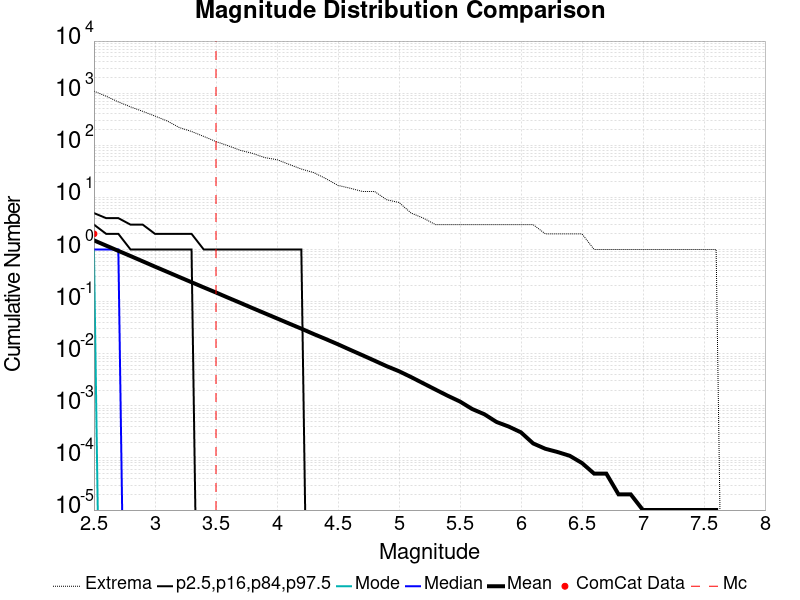 Magnitude Distribution Comparison
10 4
10 3
10 2
10 1
10 0
10 -1
10 -2
10 -3
10 -4
10 -5
Cumulative Number
2.5 3 3.5 4 4.5 5 5.5 6 6.5 7 7.5 8
Magnitude
Extrema p2.5,p16,p84,p97.5 Mode Median Mean ComCat Data Mc